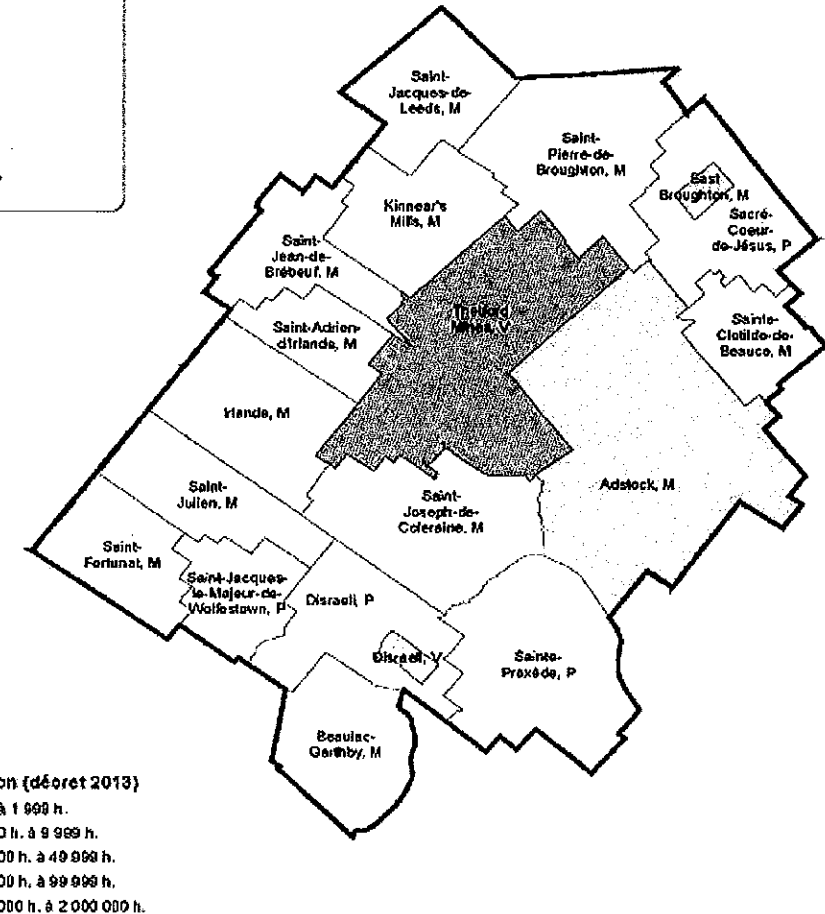 Saint-
Jacques-de-
Leeds, M
Saint-
Pierre-de-
Broughton, M
East
Broughton, M
Sacré-
Coeur-
de-Jésus, P
Kinnear's
Mills, M
Saint-
Jean-de-
Brébeuf, M
Thetford
Mines, V
Saint-Adrien-
d'Irlande, M
Sainte-
Clotilde-de-
Beauce, M
Irlande, M
Adstock, M
Saint-
Julien, M
Saint-
Joseph-de-
Coleraine, M
Saint-
Fortunat, M
Saint-Jacques-
le-Majeur-de-
Wolfestown, P
Disraeli, P
Disraeli, V
Sainte-
Praxède, P
Beaulac-
Garthby, M
on (décret 2013)
à 1 999 h.
0 h. à 9 999 h.
00 h. à 49 999 h.
00 h. à 99 999 h.
000 h. à 2 000 000 h.